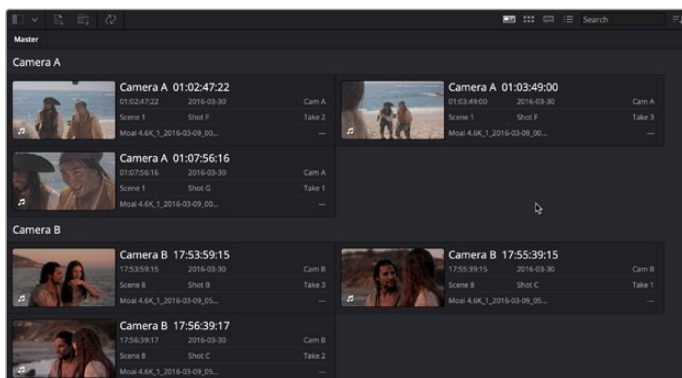 Search
Master
Camera A
Camera A 01:02:47:22
01:02:47:22 2016-03-30 Cam A
Scene 1 Shot F Take 2
Moai 4.6K_1_2016-03-09_00... ---
Camera A 01:03:49:00
01:03:49:00 2016-03-30 Cam A
Scene 1 Shot F Take 3
Moai 4.6K_1_2016-03-09_00... ---
Camera A 01:07:56:16
01:07:56:16 2016-03-30 Cam A
Scene 1 Shot G Take 1
Moai 4.6K_1_2016-03-09_00... ---
Camera B
Camera B 17:53:59:15
17:53:59:15 2016-03-30 Cam B
Scene 8 Shot B Take 3
Moai 4.6K_1_2016-03-09_05... ---
Camera B 17:55:39:15
17:55:39:15 2016-03-30 Cam B
Scene 8 Shot C Take 1
Moai 4.6K_1_2016-03-09_05... ---
Camera B 17:56:39:17
17:56:39:17 2016-03-30 Cam B
Scene 8 Shot C Take 2
Moai 4.6K_1_2016-03-09_05... ---